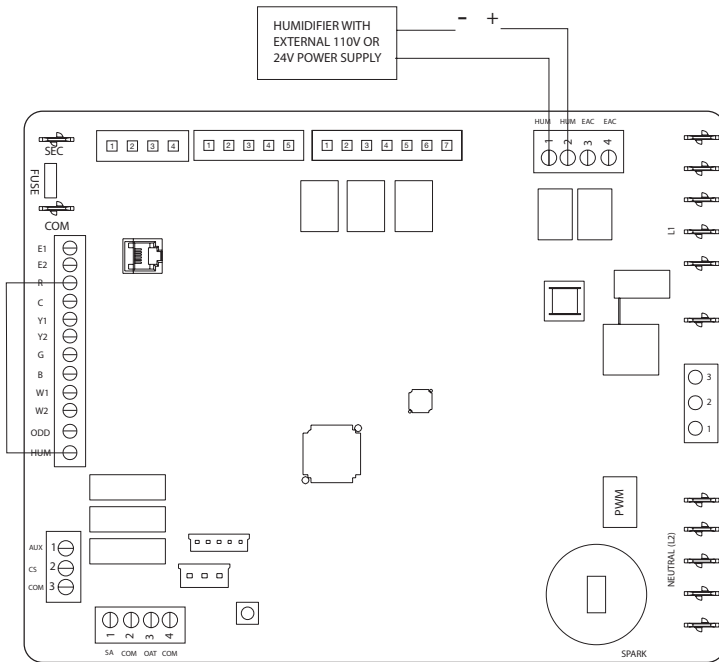 HUMIDIFIER WITH
EXTERNAL 110V OR
24V POWER SUPPLY
- +
HUM HUM EAC EAC
1 2 3 4
SEC
FUSE
COM
1 2 3 4
1 2 3 4 5
1 2 3 4 5 6 7
L1
E1
E2
R
C
Y1
Y2
G
B
W1
W2
ODD
HUM
3
2
1
PWM
NEUTRAL (L2)
AUX 1
CS 2
COM 3
1 2 3 4
SA COM OAT COM
SPARK